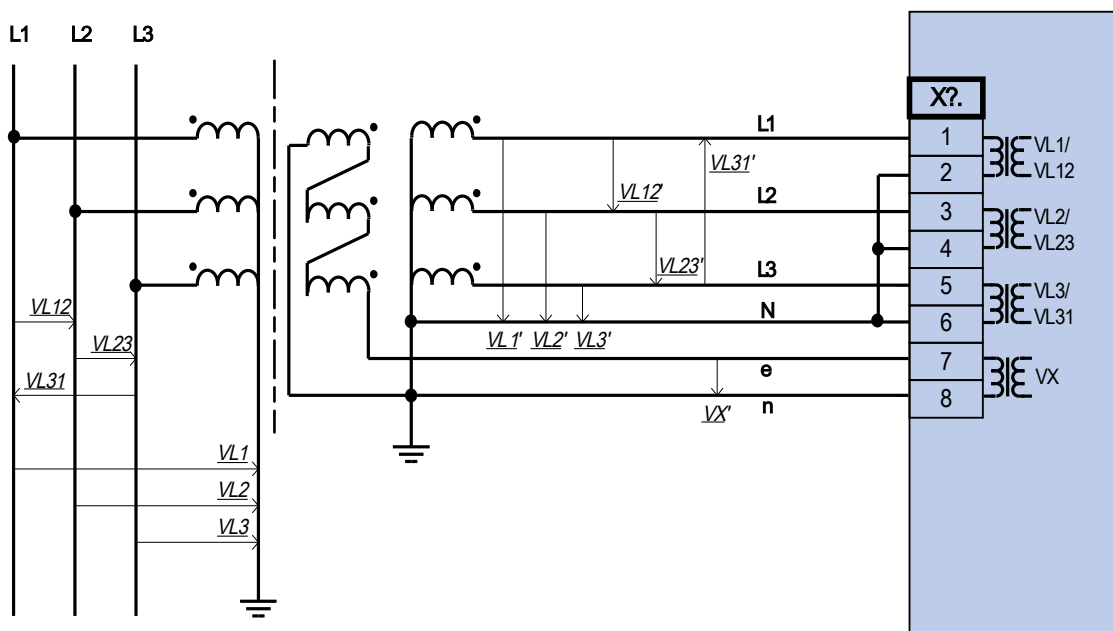 L1 L2 L3
X?.
L1
1
VL1/
VL31'
2
VL12
VL12'
L2
3
VL2/
4
VL23
VL23'
L3
5
VL3/
VL12
N
6
VL31
VL1' VL2' VL3'
VL23
7
e
VX
VL31
8
n
VX'
VL1
VL2
VL3